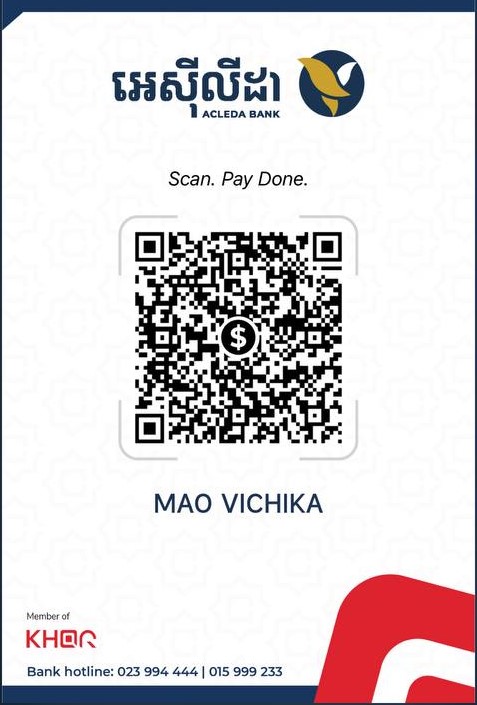 អេស៊ីលីដា
ACLEDA BANK
Scan. Pay Done.
$
MAO VICHIKA
Member of
KHQR
Bank hotline: 023 994 444 | 015 999 233